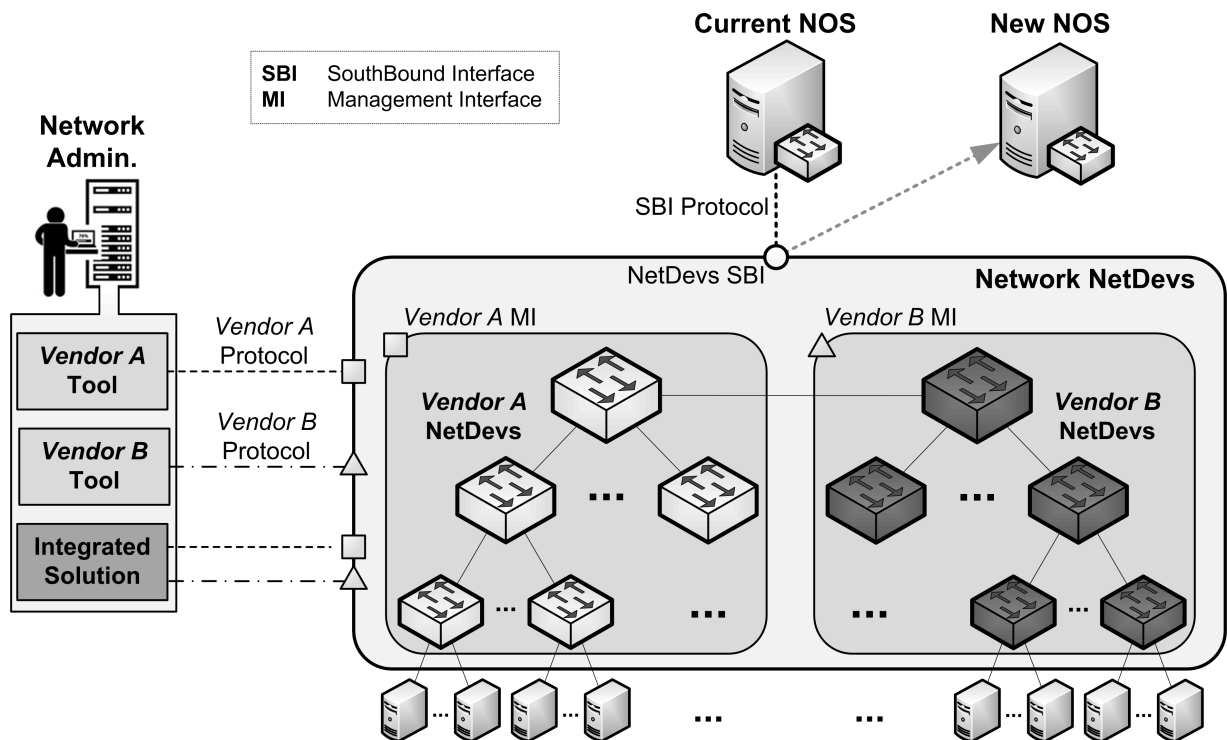 Current NOS
New NOS
SBI SouthBound Interface
MI Management Interface
Network
Admin.
SBI Protocol
NetDevs SBI
Network NetDevs
Vendor A
Protocol
Vendor A MI
Vendor B MI
Vendor A
Tool
Vendor A
NetDevs
Vendor B
NetDevs
Vendor B
Protocol
Vendor B
Tool
Integrated
Solution
...
...
...
...
...
...
...
...
...
...
...
...